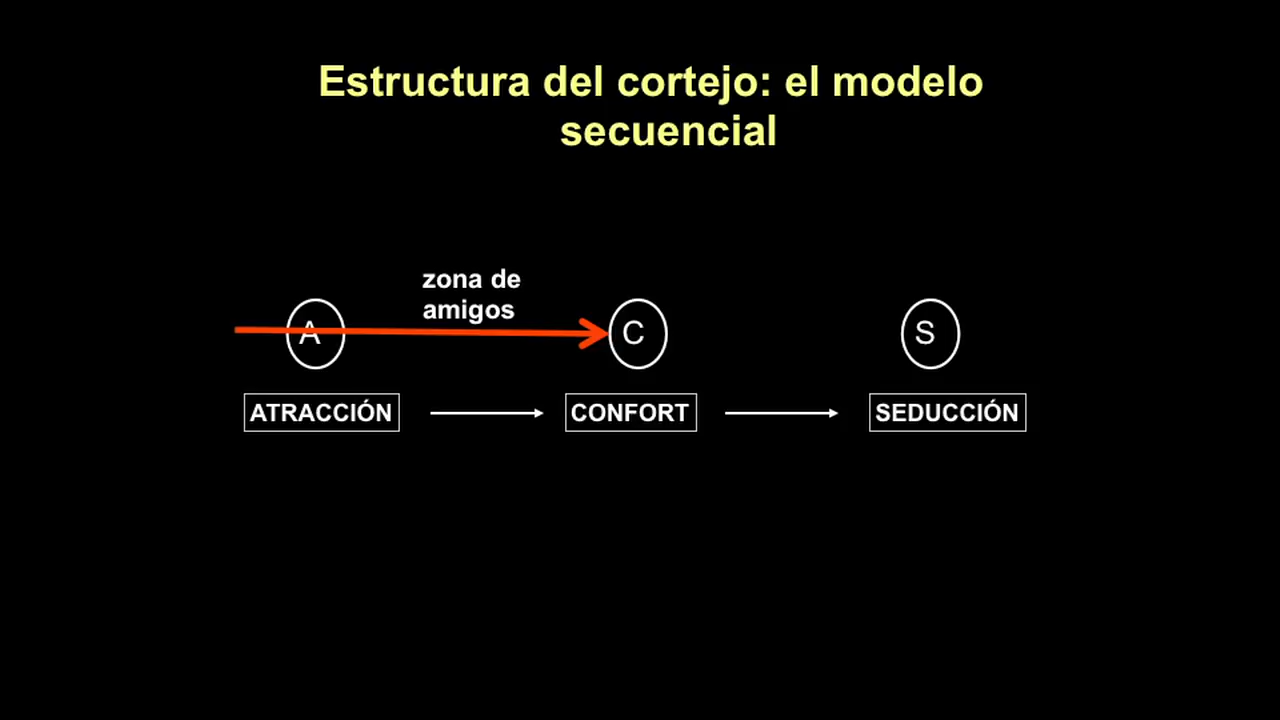 Estructura del cortejo: el modelo
secuencial
zona de
amigos
A
C
S
ATRACCIÓN
CONFORT
SEDUCCIÓN